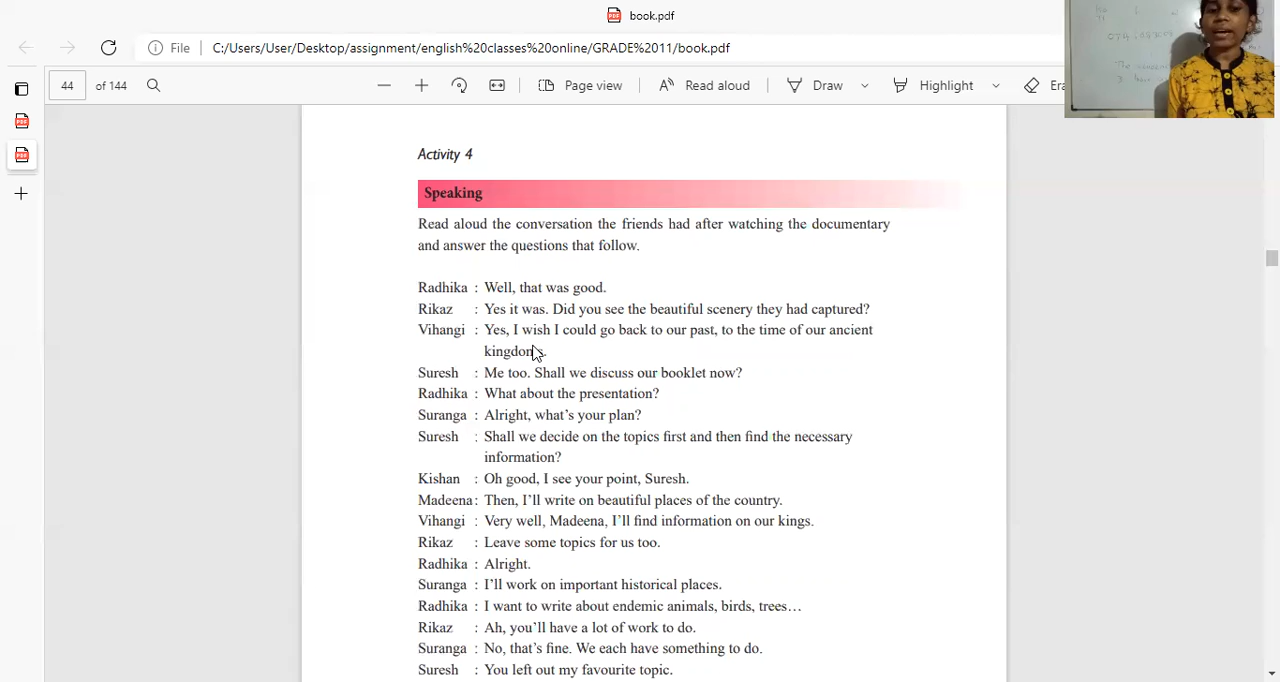 book.pdf
File
C:/Users/User/Desktop/assignment/english%20classes%20online/GRADE%2011/book.pdf
44 of 144
Page view
Read aloud
Draw
Highlight
Activity 4
Speaking
Read aloud the conversation the friends had after watching the documentary
and answer the questions that follow.
Radhika : Well, that was good.
Rikaz : Yes it was. Did you see the beautiful scenery they had captured?
Vihangi : Yes, I wish I could go back to our past, to the time of our ancient
kingdoms.
Suresh : Me too. Shall we discuss our booklet now?
Radhika : What about the presentation?
Suranga : Alright, what's your plan?
Suresh : Shall we decide on the topics first and then find the necessary
information?
Kishan : Oh good, I see your point, Suresh.
Madeena : Then, I'll write on beautiful places of the country.
Vihangi : Very well, Madeena, I'll find information on our kings.
Rikaz : Leave some topics for us too.
Radhika : Alright.
Suranga : I'll work on important historical places.
Radhika : I want to write about endemic animals, birds, trees…
Rikaz : Ah, you'll have a lot of work to do.
Suranga : No, that's fine. We each have something to do.
Suresh : You left out my favourite topic.